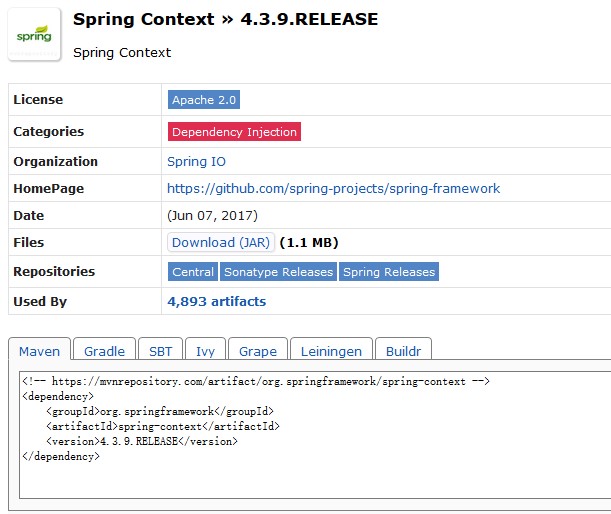 spring
Spring Context » 4.3.9.RELEASE
Spring Context
License Apache 2.0
Categories Dependency Injection
Organization Spring IO
HomePage https://github.com/spring-projects/spring-framework
Date (Jun 07, 2017)
Files Download (JAR) (1.1 MB)
Repositories Central Sonatype Releases Spring Releases
Used By 4,893 artifacts
Maven Gradle SBT Ivy Grape Leiningen Buildr
<!-- https://mvnrepository.com/artifact/org.springframework/spring-context -->
<dependency>
    <groupId>org.springframework</groupId>
    <artifactId>spring-context</artifactId>
    <version>4.3.9.RELEASE</version>
</dependency>